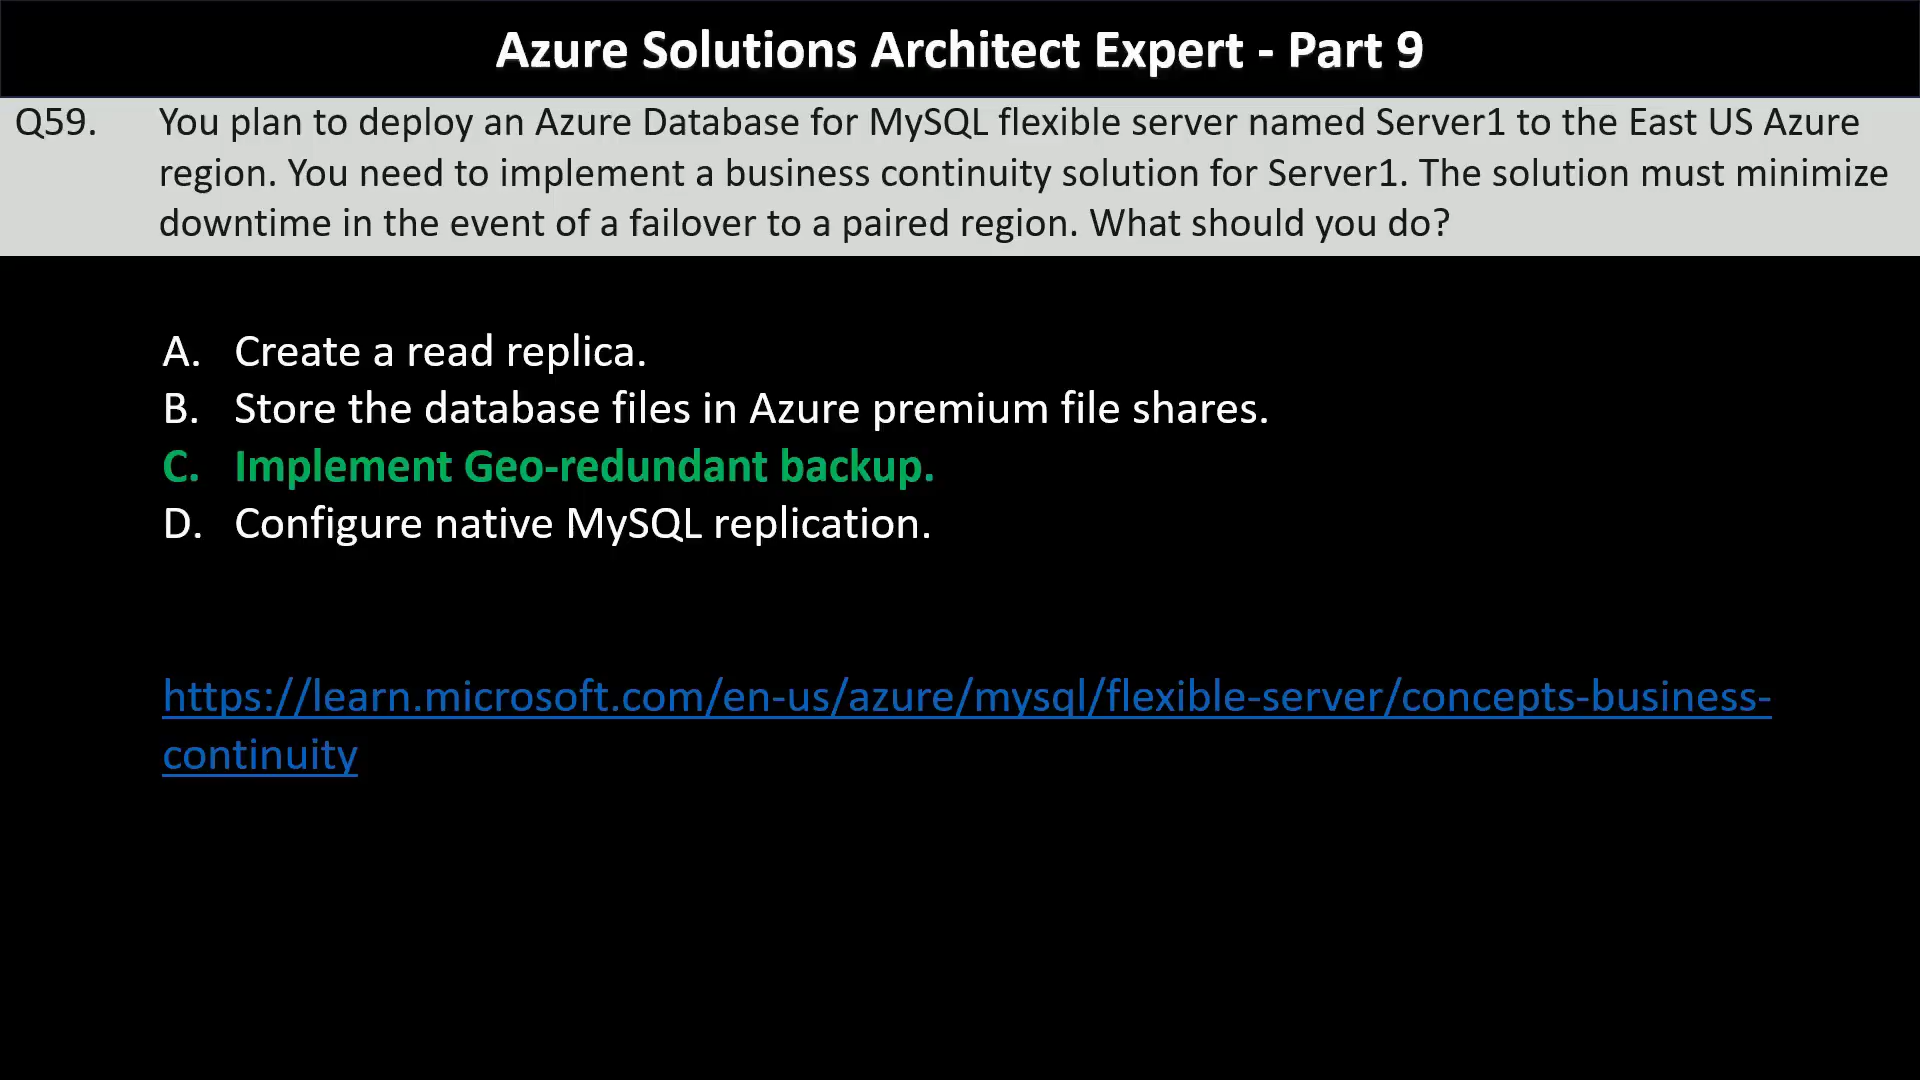 Azure Solutions Architect Expert - Part 9
Q59. You plan to deploy an Azure Database for MySQL flexible server named Server1 to the East US Azure
region. You need to implement a business continuity solution for Server1. The solution must minimize
downtime in the event of a failover to a paired region. What should you do?
A. Create a read replica.
B. Store the database files in Azure premium file shares.
C. Implement Geo-redundant backup.
D. Configure native MySQL replication.
https://learn.microsoft.com/en-us/azure/mysql/flexible-server/concepts-business-
continuity